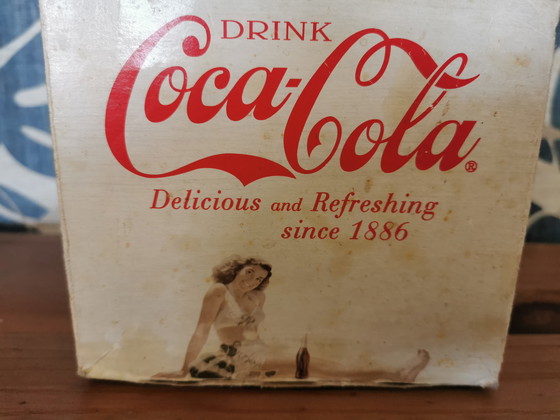 DRINK
Coca-Cola®
Delicious and Refreshing
since 1886